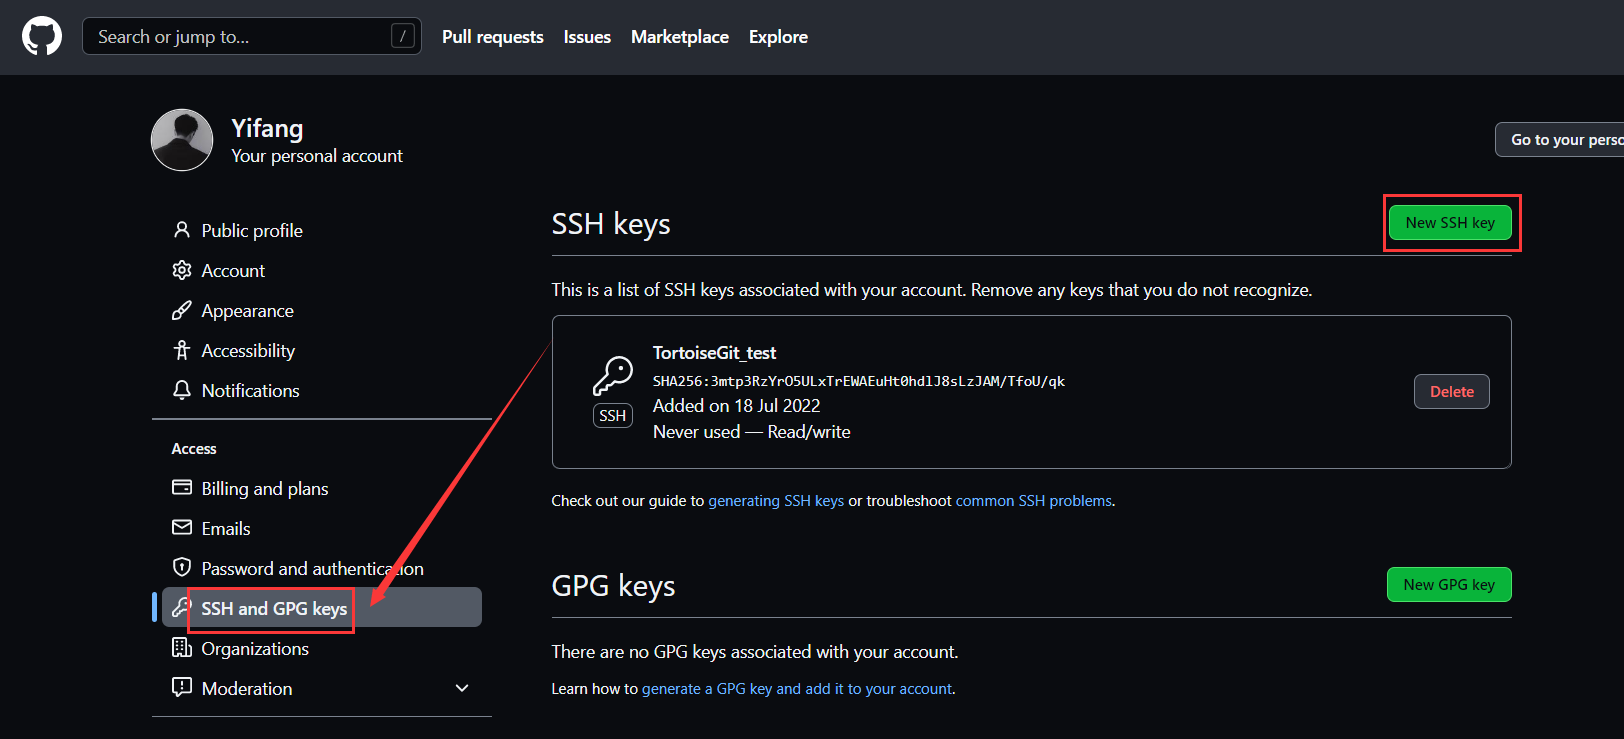 Search or jump to...
/
Pull requests
Issues
Marketplace
Explore
Yifang
Your personal account
Go to your perso
Public profile
Account
Appearance
Accessibility
Notifications
Access
Billing and plans
Emails
Password and authentication
SSH and GPG keys
Organizations
Moderation
SSH keys
New SSH key
This is a list of SSH keys associated with your account. Remove any keys that you do not recognize.
SSH
TortoiseGit_test
SHA256:3mtp3RzYrO5ULxTrEWAEuHt0hdlJ8sLzJAM/TfoU/qk
Added on 18 Jul 2022
Never used — Read/write
Delete
Check out our guide to generating SSH keys or troubleshoot common SSH problems.
GPG keys
New GPG key
There are no GPG keys associated with your account.
Learn how to generate a GPG key and add it to your account.